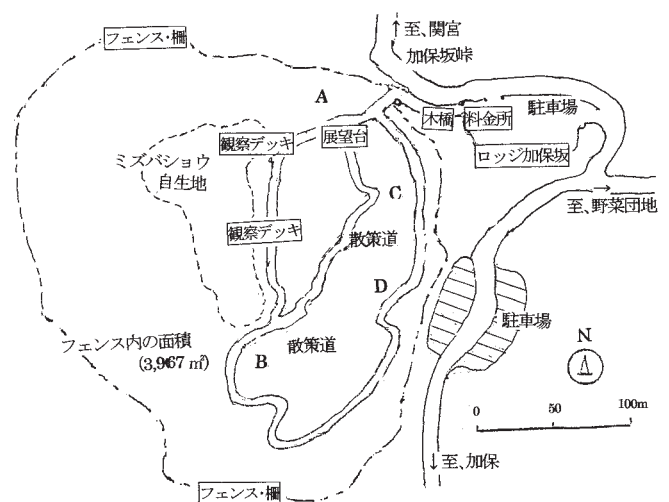 ↑至、関宮
加保坂峠
フェンス・柵
A
駐車場
木橋
料金所
観察デッキ
展望台
ロッジ加保坂
ミズバショウ
自生地
C
→
至、野菜団地
観察デッキ
散策道
D
フェンス内の面積
(3,967 ㎡)
B
散策道
駐車場
N
0 50 100m
↓至、加保
フェンス・柵